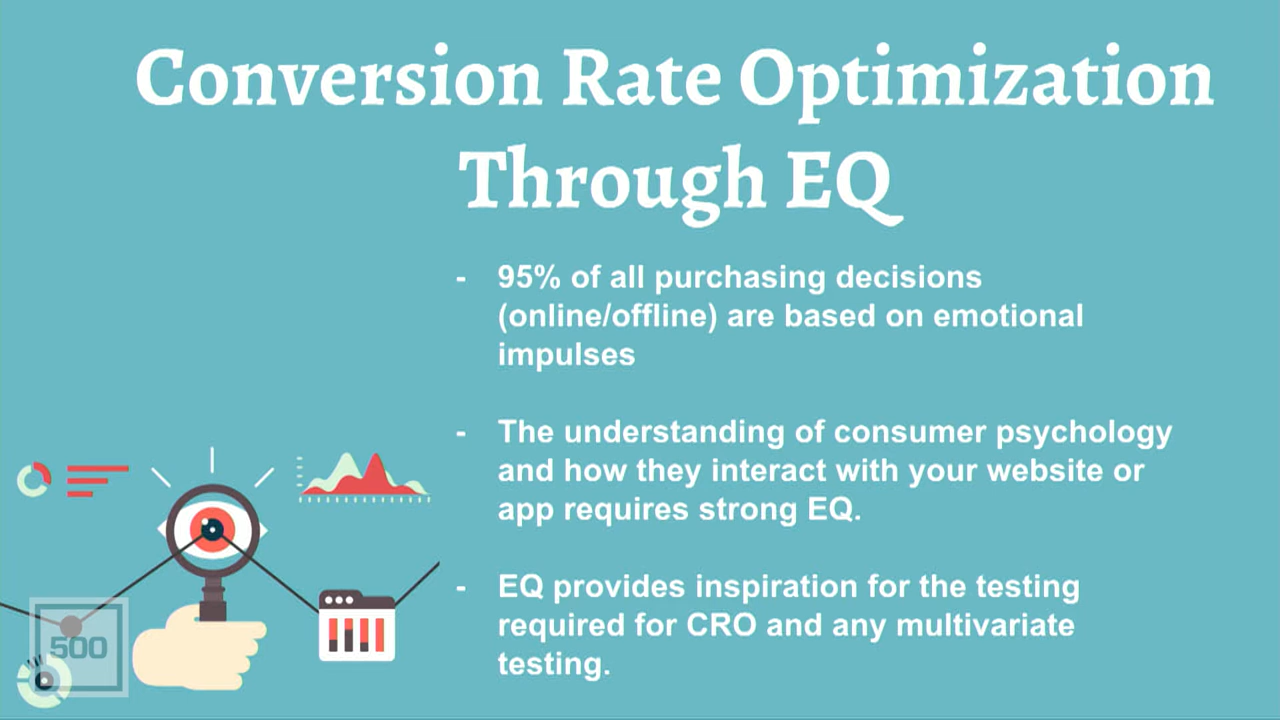 Conversion Rate Optimization
Through EQ
- 95% of all purchasing decisions
(online/offline) are based on emotional
impulses
- The understanding of consumer psychology
and how they interact with your website or
app requires strong EQ.
- EQ provides inspiration for the testing
required for CRO and any multivariate
testing.
500